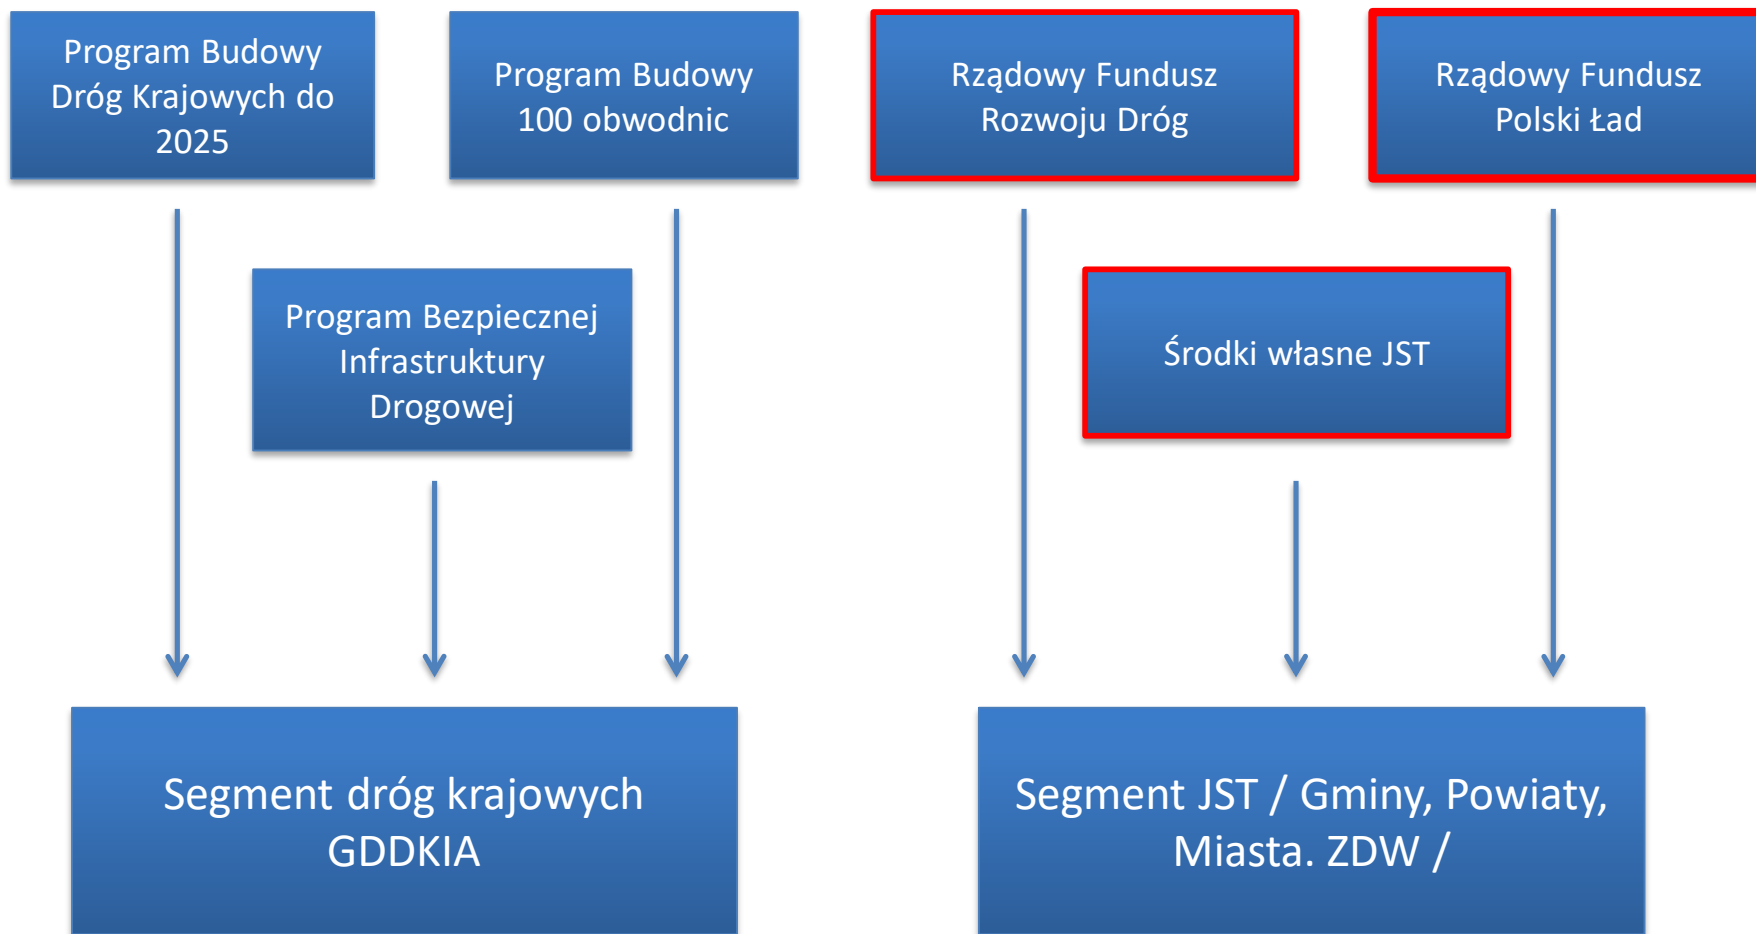 Program Budowy
Dróg Krajowych do
2025
Program Budowy
100 obwodnic
Rządowy Fundusz
Rozwoju Dróg
Rządowy Fundusz
Polski Ład
Program Bezpiecznej
Infrastruktury
Drogowej
Środki własne JST
Segment dróg krajowych
GDDKIA
Segment JST / Gminy, Powiaty,
Miasta. ZDW /